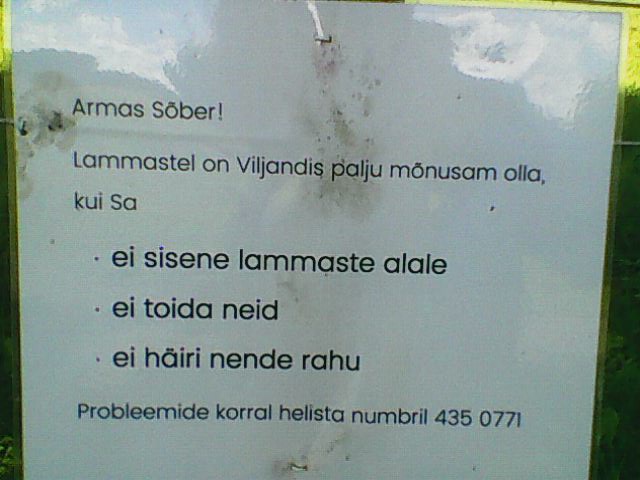 Armas Sõber!
Lammastel on Viljandis palju mõnusam olla,
kui Sa
· ei sisene lammaste alale
· ei toida neid
· ei häiri nende rahu
Probleemide korral helista numbril 435 0771